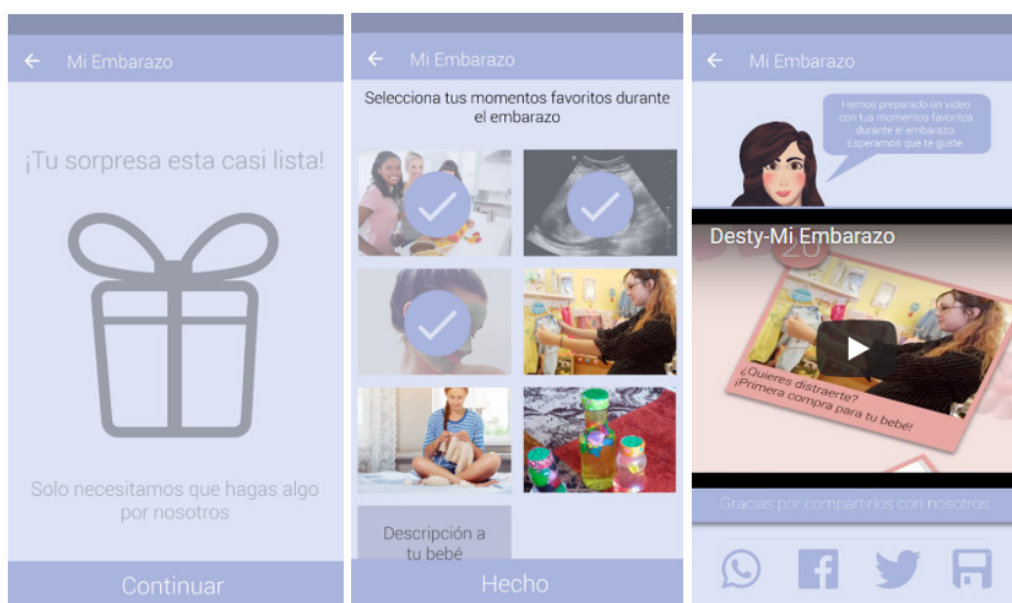 Mi Embarazo
¡Tu sorpresa esta casi lista!
Solo necesitamos que hagas algo
por nosotros
Continuar
Mi Embarazo
Selecciona tus momentos favoritos durante
el embarazo
Descripción a
tu bebé
Hecho
Mi Embarazo
Hemos preparado un video
con tus momentos favoritos
durante el embarazo.
Esperamos que te guste.
Desty-Mi Embarazo
20
¿Quieres distraerte?
¡Primera compra para tu bebé!
Gracias por compartirlos con nosotros.